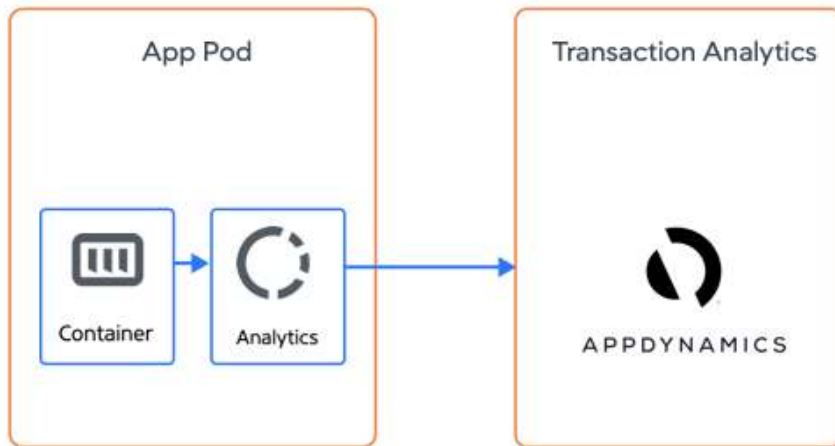 App Pod
Transaction Analytics
Container
Analytics
APPDYNAMICS